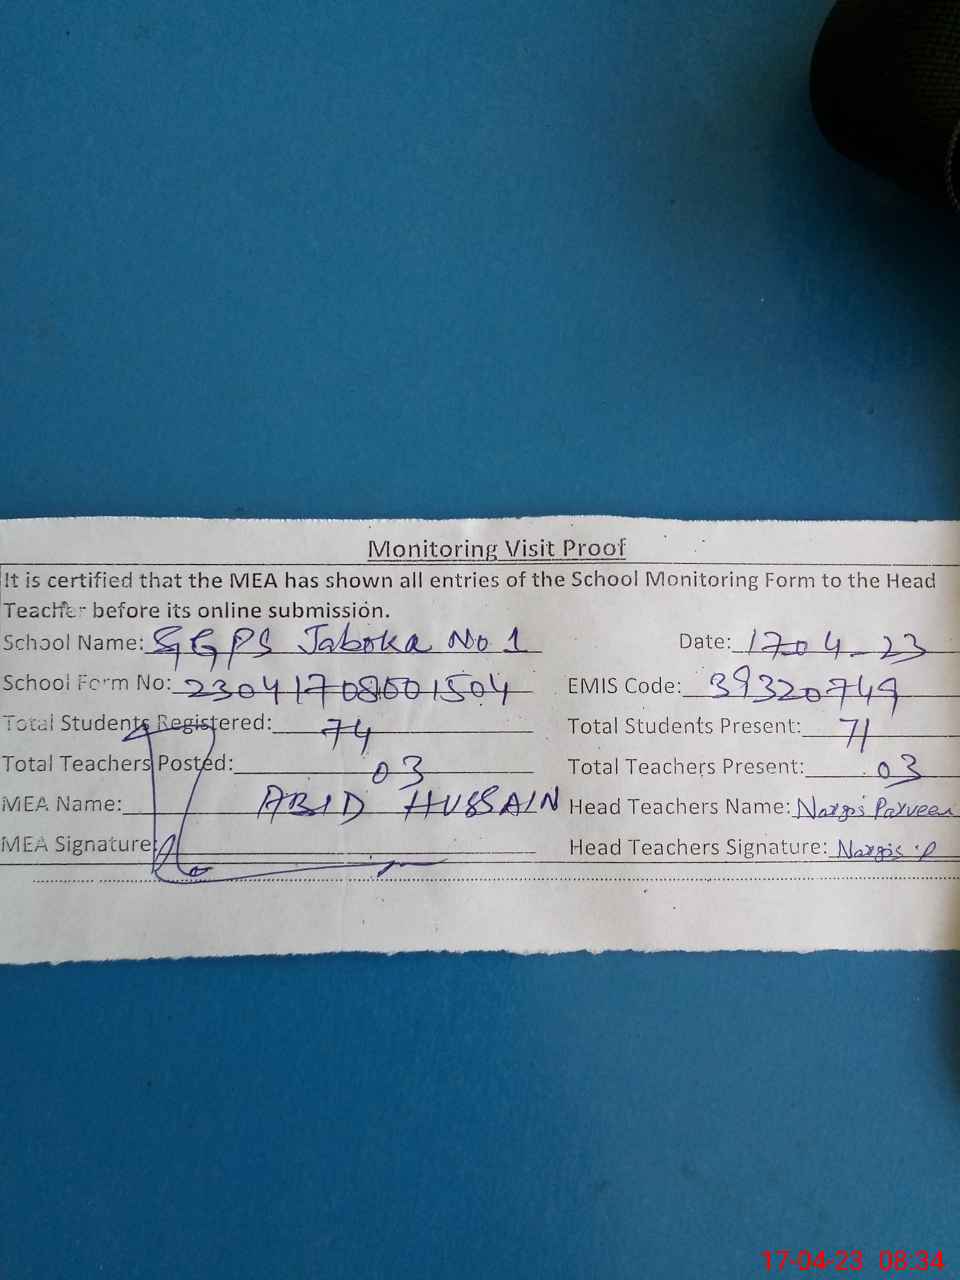 Monitoring Visit Proof
It is certified that the MEA has shown all entries of the School Monitoring Form to the Head
Teacher before its online submission.
School Name: GGPS Jaboka No 1 Date: 17-04-23
School Form No: 230417080001504 EMIS Code: 39320749
Total Students Registered: 74 Total Students Present: 71
Total Teachers Posted: 03 Total Teachers Present: 03
MEA Name: ABID HUSSAIN Head Teachers Name: Nargis Parveen
MEA Signature: Head Teachers Signature: Nargis .P
17-04-23 08:34